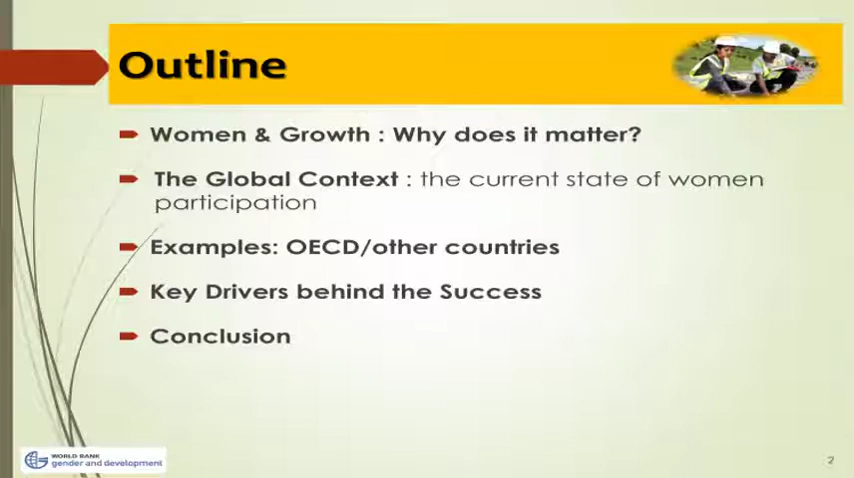 Outline
Women & Growth : Why does it matter?
The Global Context : the current state of women
participation
Examples: OECD/other countries
Key Drivers behind the Success
Conclusion
WORLD BANK
gender and development
2